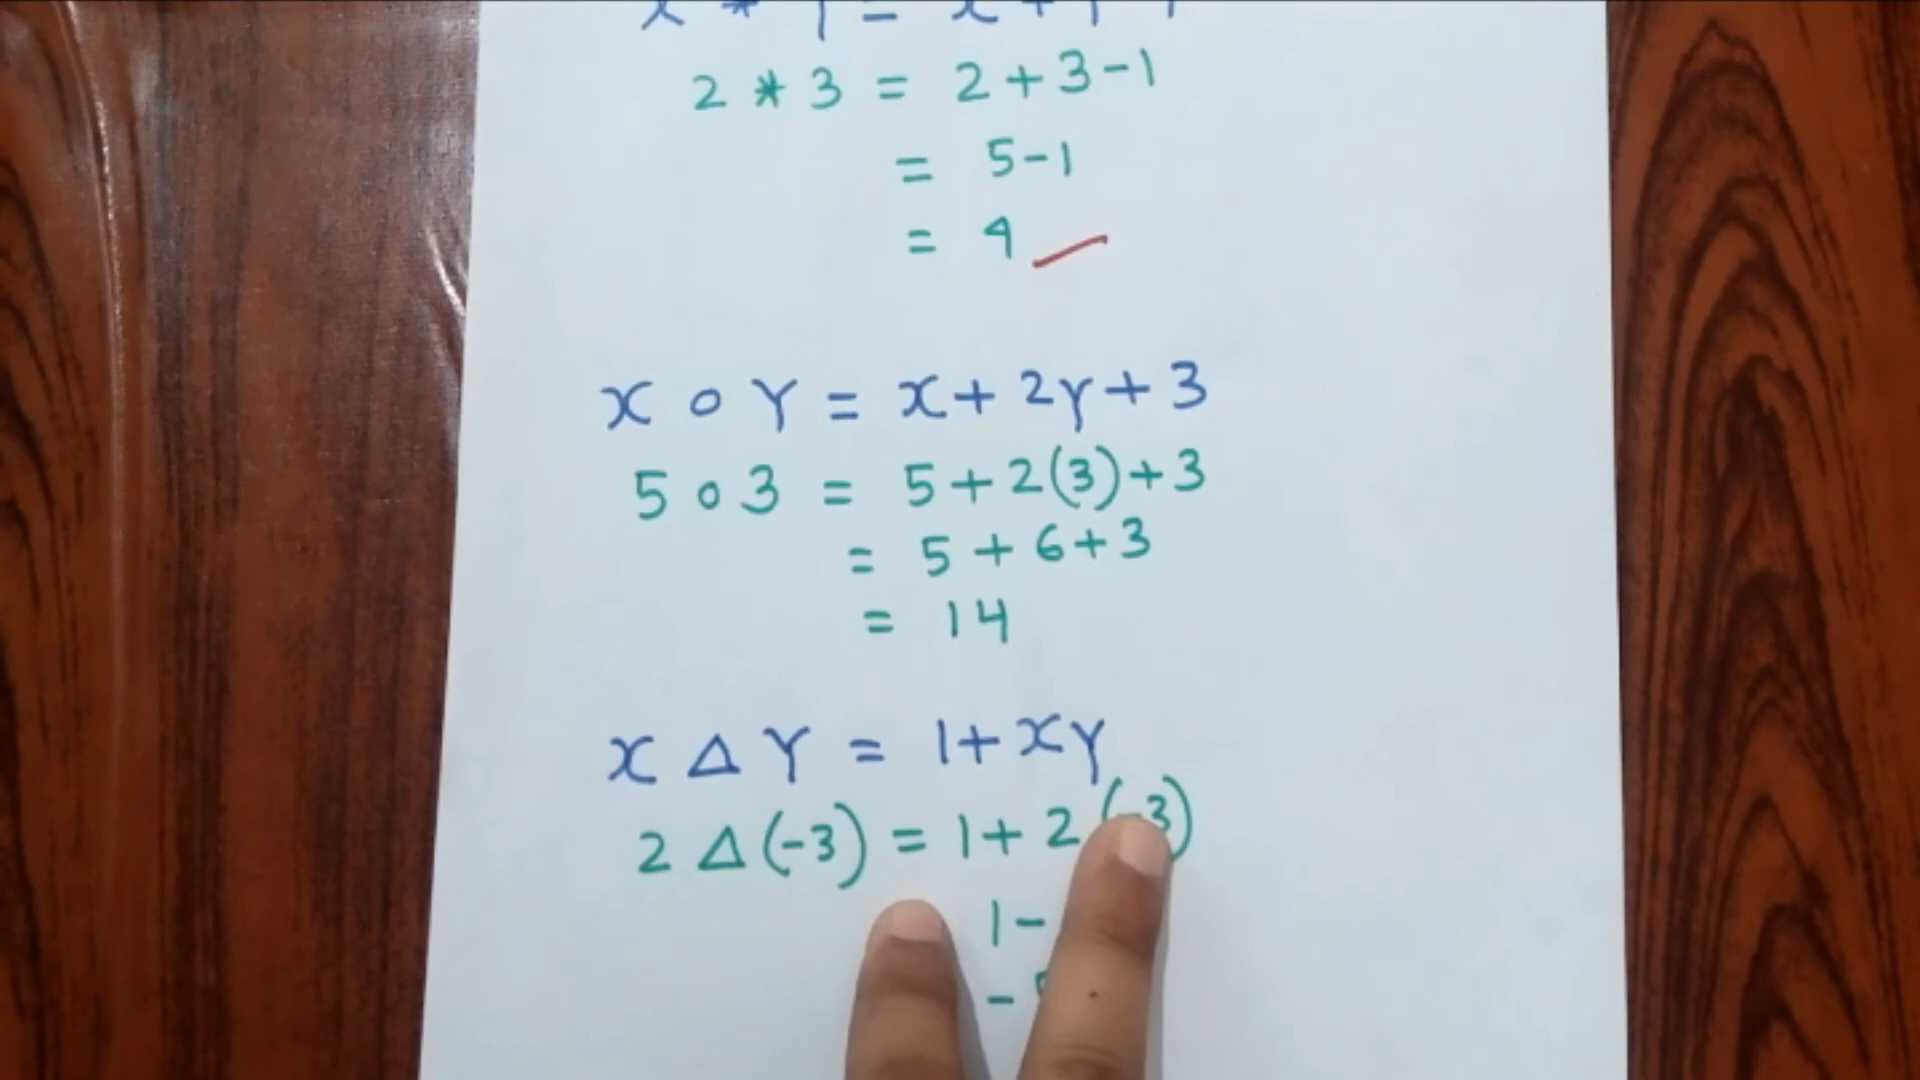 2 * 3 = 2 + 3 - 1
= 5 - 1
= 4
x o Y = x + 2y + 3
5 o 3 = 5 + 2(3) + 3
= 5 + 6 + 3
= 14
x Δ Y = 1 + xy
2 Δ (-3) = 1 + 2(-3)
1 -
-